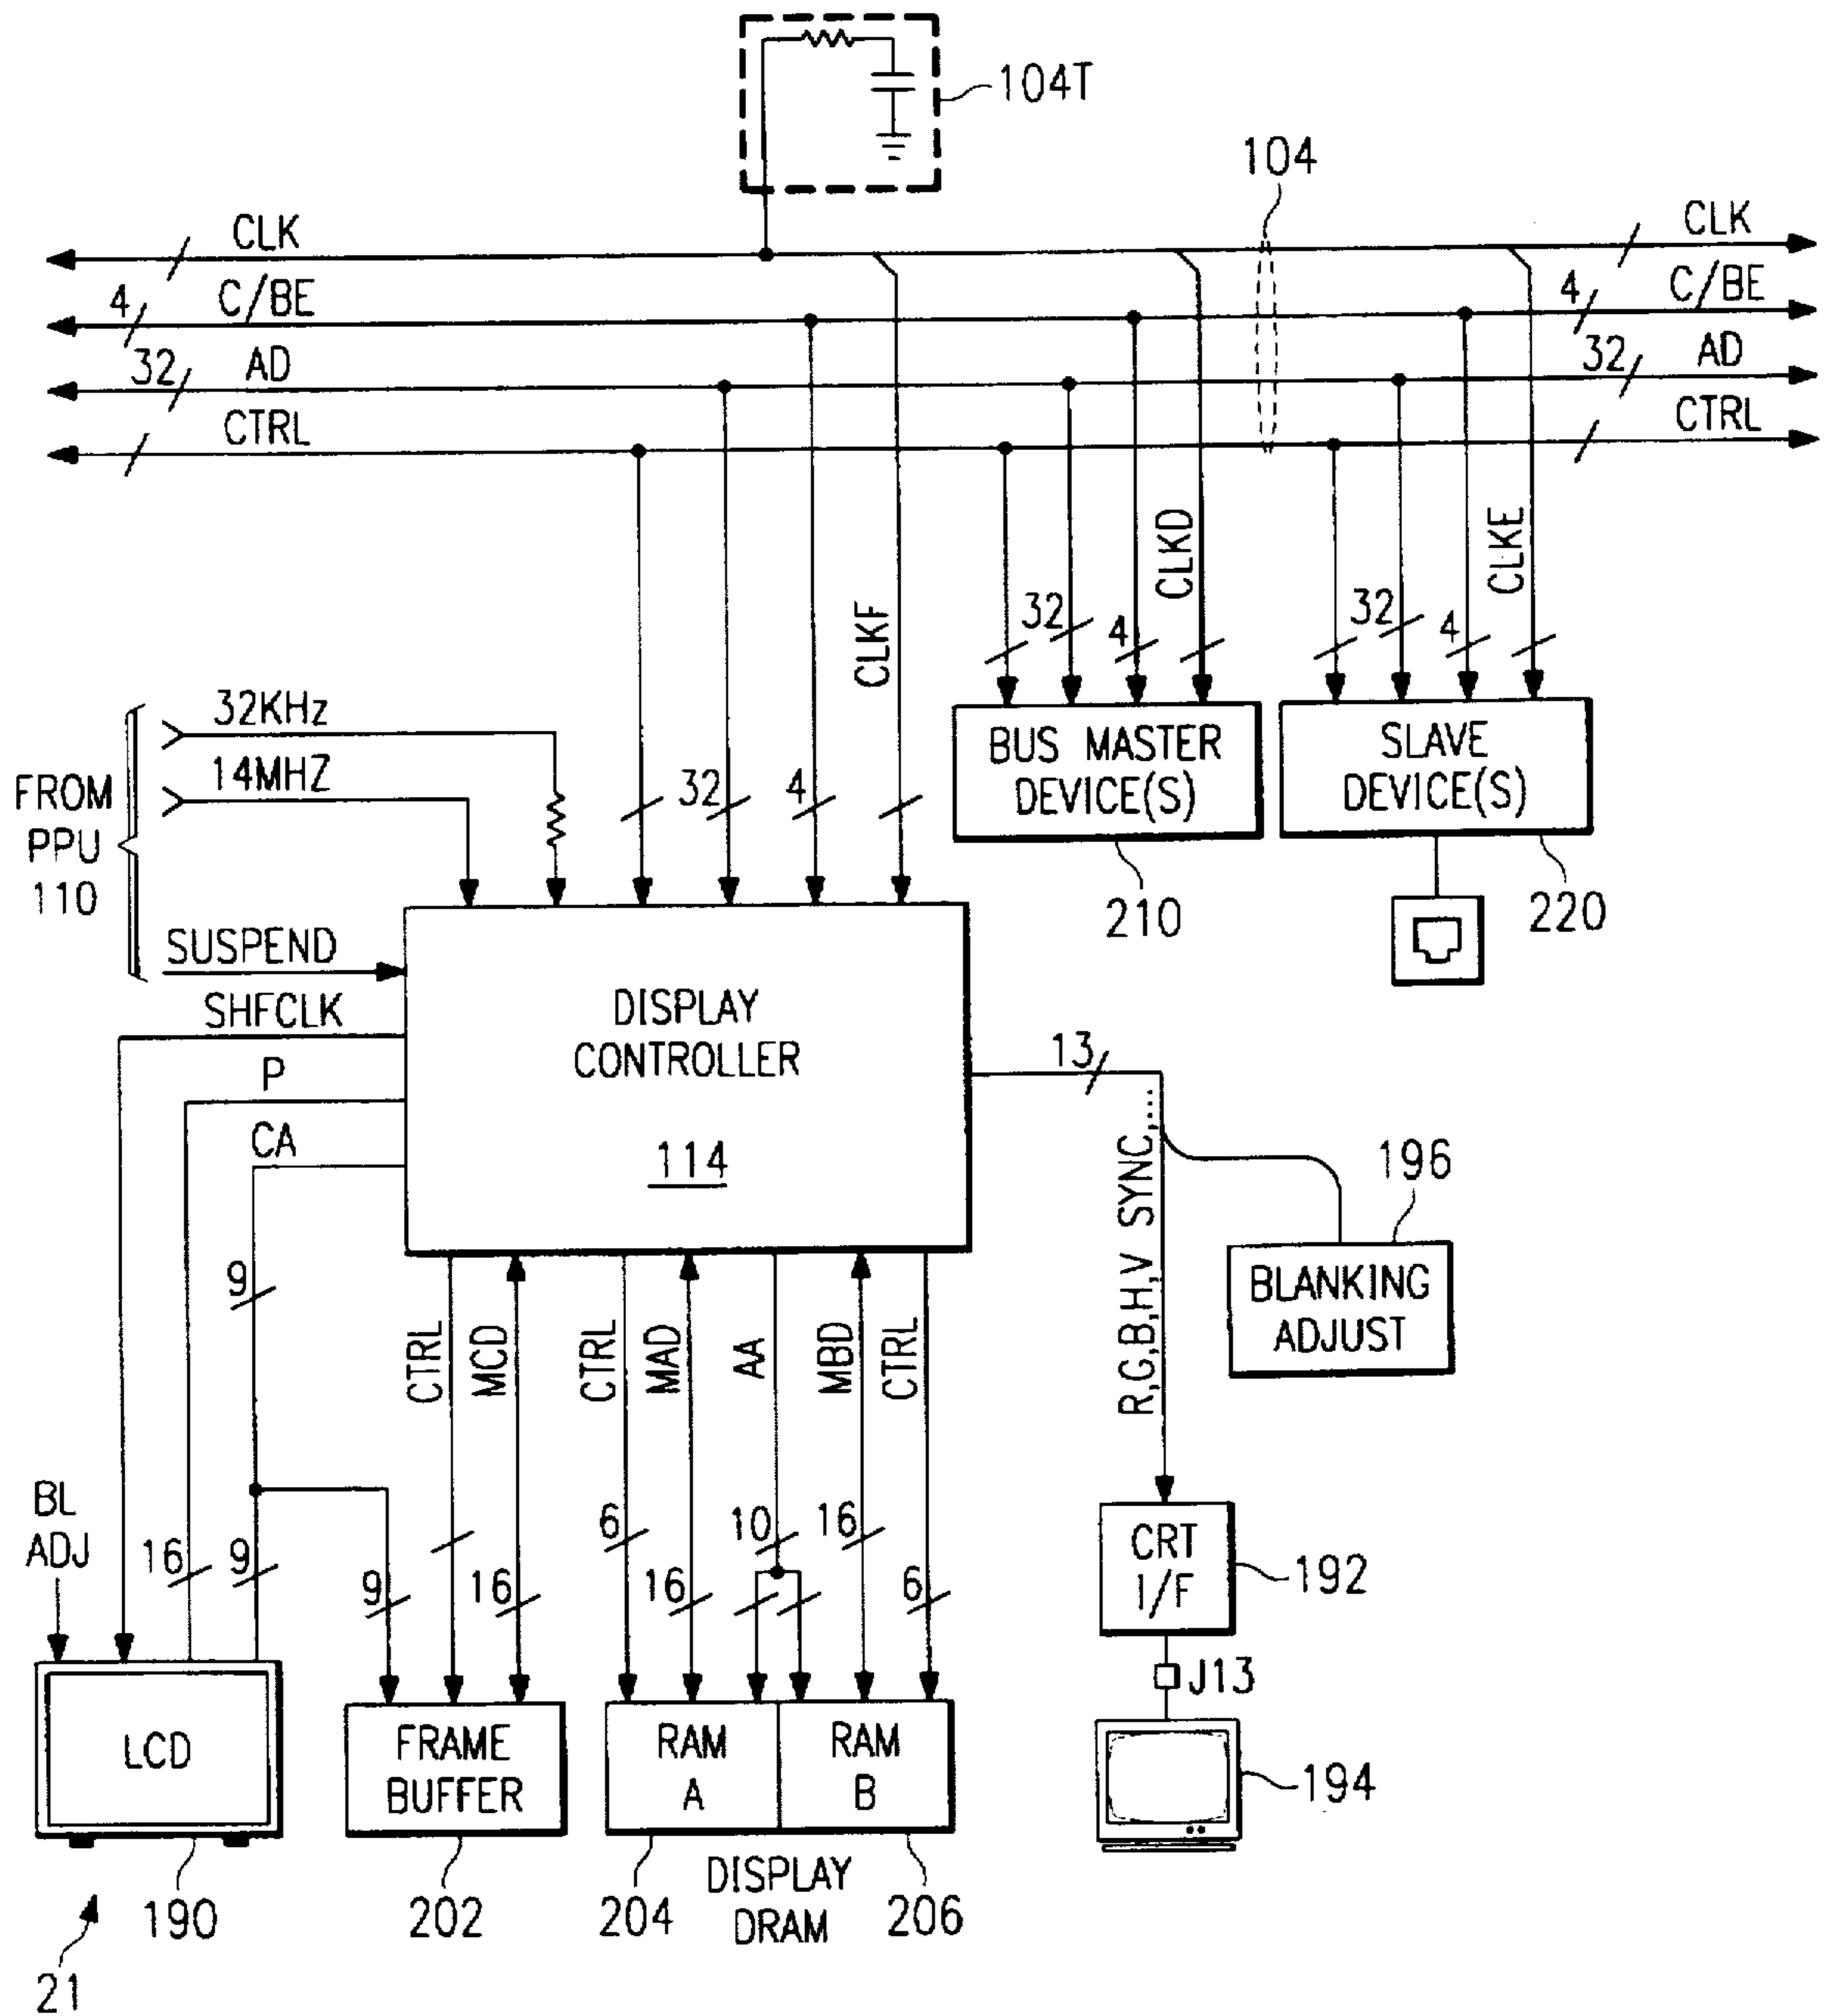 104T
104
CLK
CLK
4
C/BE
4
C/BE
32
AD
32
AD
CTRL
CTRL
CLKF
CLKD
CLKE
32
4
32
4
32KHz
14MHZ
FROM
PPU
110
32
4
BUS MASTER
DEVICE(S)
210
SLAVE
DEVICE(S)
220
SUSPEND
SHFCLK
P
CA
DISPLAY
CONTROLLER
114
13
R,G,B,H,V SYNC,...
196
BLANKING
ADJUST
9
CTRL
MCD
CTRL
MAD
AA
MBD
CTRL
BL
ADJ
16
9
9
16
6
16
10
16
6
CRT
I/F
192
J13
194
LCD
190
21
FRAME
BUFFER
202
RAM
A
204
RAM
B
206
DISPLAY
DRAM